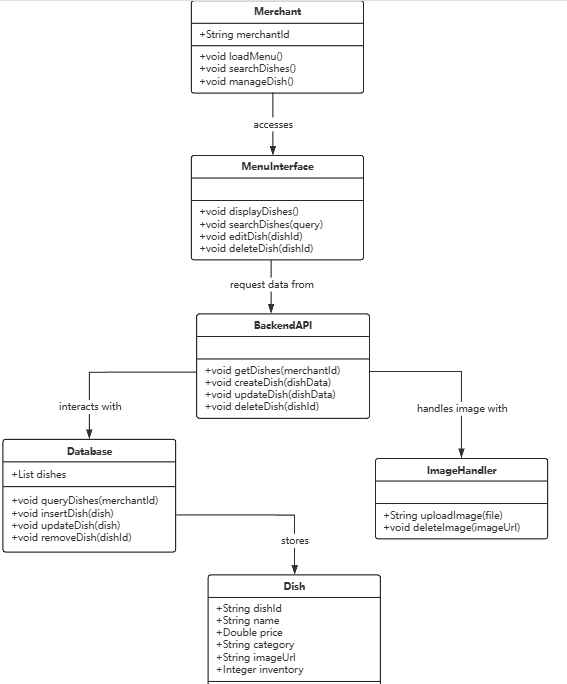 Merchant
+String merchantId
+void loadMenu()
+void searchDishes()
+void manageDish()
accesses
MenuInterface
+void displayDishes()
+void searchDishes(query)
+void editDish(dishId)
+void deleteDish(dishId)
request data from
BackendAPI
+void getDishes(merchantId)
+void createDish(dishData)
+void updateDish(dishData)
+void deleteDish(dishId)
interacts with
handles image with
Database
+List dishes
+void queryDishes(merchantId)
+void insertDish(dish)
+void updateDish(dish)
+void removeDish(dishId)
ImageHandler
+String uploadImage(file)
+void deleteImage(imageUrl)
stores
Dish
+String dishId
+String name
+Double price
+String category
+String imageUrl
+Integer inventory